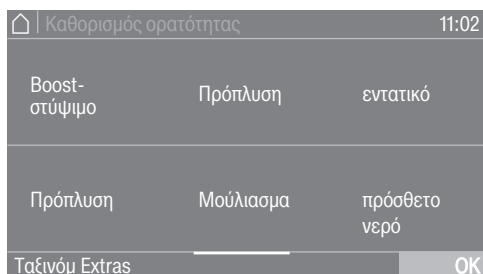 Καθορισμός ορατότητας 11:02
Boost-
στύψιμο
Πρόπλυση
εντατικό
Πρόπλυση
Μούλιασμα
πρόσθετο
νερό
Ταξινόμ Extras
OK